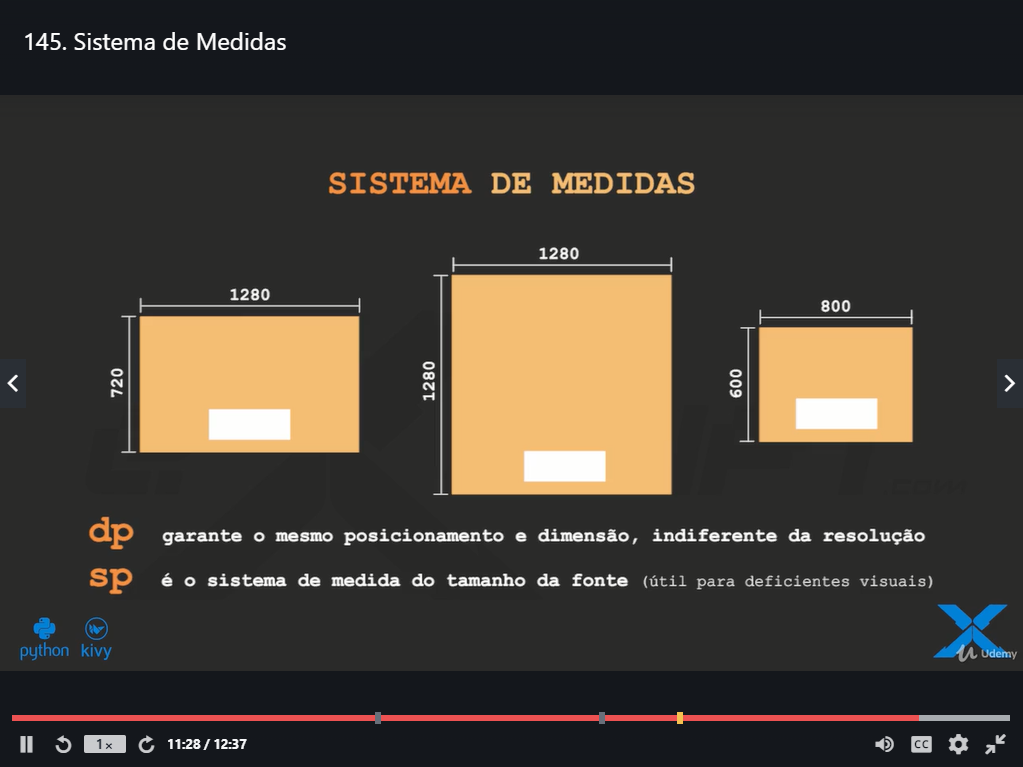 145. Sistema de Medidas
SISTEMA DE MEDIDAS
1280
720
1280
1280
800
600
dp garante o mesmo posicionamento e dimensão, indiferente da resolução
sp é o sistema de medida do tamanho da fonte (útil para deficientes visuais)
python kivy
Udemy
1x
11:28 / 12:37
CC